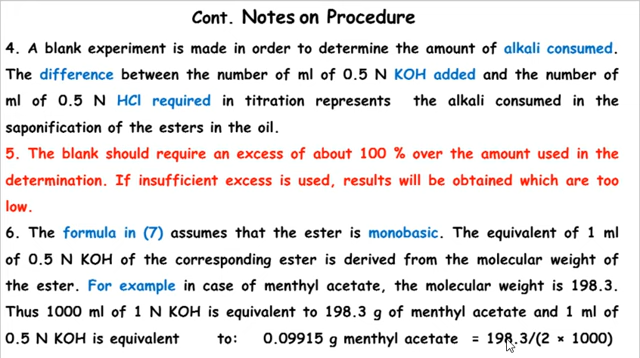 Cont. Notes on Procedure
4. A blank experiment is made in order to determine the amount of alkali consumed.
The difference between the number of ml of 0.5 N KOH added and the number of
ml of 0.5 N HCl required in titration represents the alkali consumed in the
saponification of the esters in the oil.
5. The blank should require an excess of about 100 % over the amount used in the
determination. If insufficient excess is used, results will be obtained which are too
low.
6. The formula in (7) assumes that the ester is monobasic. The equivalent of 1 ml
of 0.5 N KOH of the corresponding ester is derived from the molecular weight of
the ester. For example in case of menthyl acetate, the molecular weight is 198.3.
Thus 1000 ml of 1 N KOH is equivalent to 198.3 g of menthyl acetate and 1 ml of
0.5 N KOH is equivalent to: 0.09915 g menthyl acetate = 198.3/(2 × 1000)